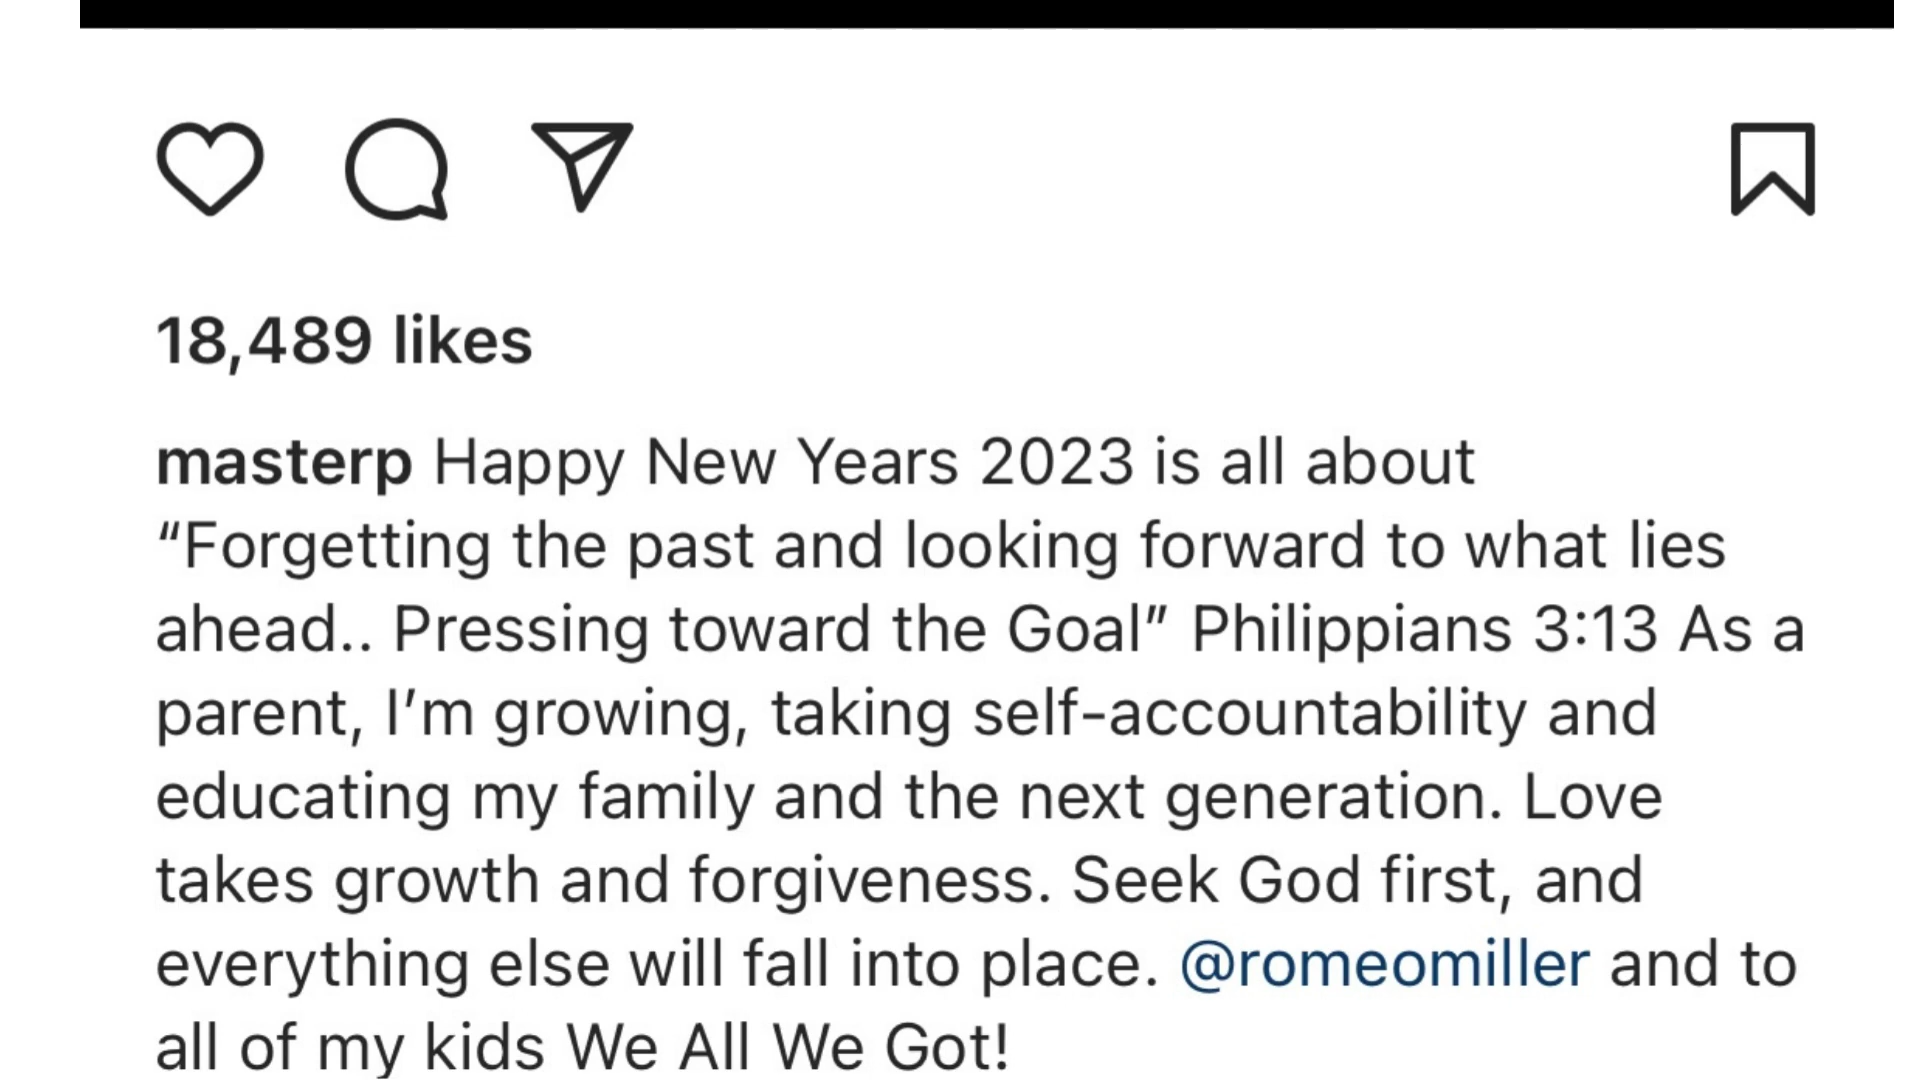 18,489 likes
masterp Happy New Years 2023 is all about
“Forgetting the past and looking forward to what lies
ahead.. Pressing toward the Goal” Philippians 3:13 As a
parent, I’m growing, taking self-accountability and
educating my family and the next generation. Love
takes growth and forgiveness. Seek God first, and
everything else will fall into place. @romeomiller and to
all of my kids We All We Got!